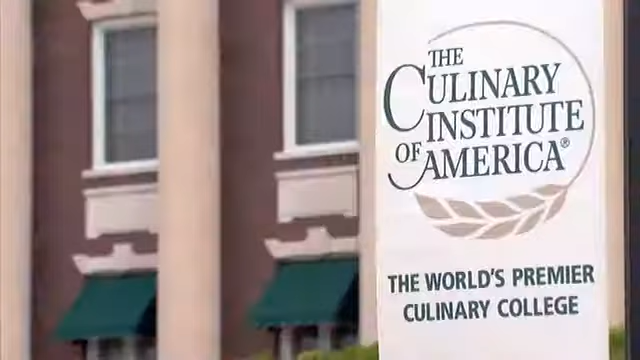 THE
CULINARY
INSTITUTE
OF AMERICA®
THE WORLD'S PREMIER
CULINARY COLLEGE